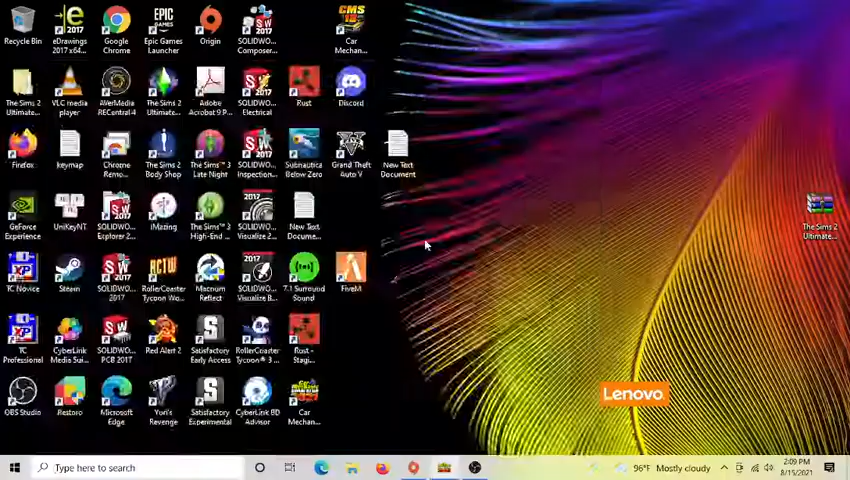 Recycle Bin
eDrawings
2017 x64...
Google
Chrome
Epic Games
Launcher
Origin
SOLIDWO...
Composer...
Car
Mechan...
The Sims 2
Ultimate...
VLC media
player
AVerMedia
RECentral 4
The Sims 2
Ultimate...
Adobe
Acrobat 9 P...
SOLIDWO...
Electrical
Rust
Discord
Firefox
keymap
Chrome
Remo...
The Sims 2
Body Shop
The Sims™ 3
Late Night
SOLIDWO...
Inspection...
Subnautica
Below Zero
Grand Theft
Auto V
New Text
Document
GeForce
Experience
UniKeyNT
SOLIDWO...
Explorer 2...
iMazing
The Sims™ 3
High-End ...
SOLIDWO...
Visualize 2...
New Text
Docume...
The Sims 2
Ultimate...
TC Novice
Steam
SOLIDWO...
2017
RollerCoaster
Tycoon Wo...
Macrium
Reflect
SOLIDWO...
Visualize B...
7.1 Surround
Sound
FiveM
TC
Professional
CyberLink
Media Sui...
SOLIDWO...
PCB 2017
Red Alert 2
Satisfactory
Early Access
RollerCoaster
Tycoon® 3 ...
Rust -
Stagi...
OBS Studio
Restoro
Microsoft
Edge
Yuri's
Revenge
Satisfactory
Experimental
CyberLink BD
Advisor
Car
Mechan...
Lenovo
Type here to search
96°F Mostly cloudy
2:09 PM
8/15/2021